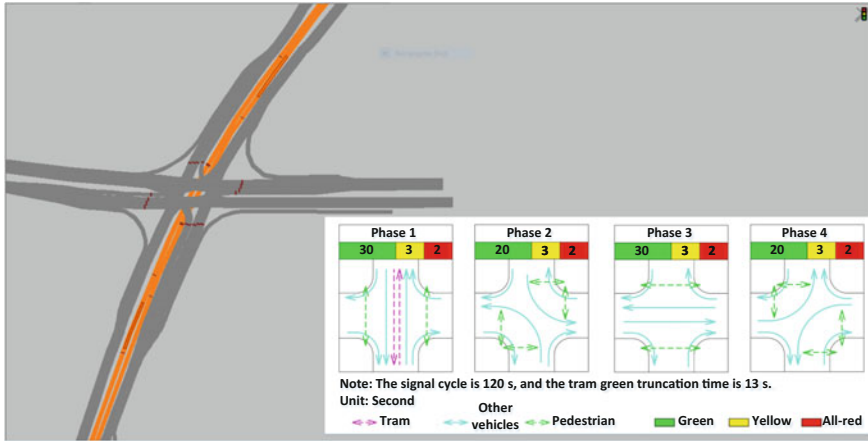 Phase 1 Phase 2 Phase 3 Phase 4
30 3 2 20 3 2 30 3 2 20 3 2
Note: The signal cycle is 120 s, and the tram green truncation time is 13 s.
Unit: Second
Tram Other vehicles Pedestrian Green Yellow All-red